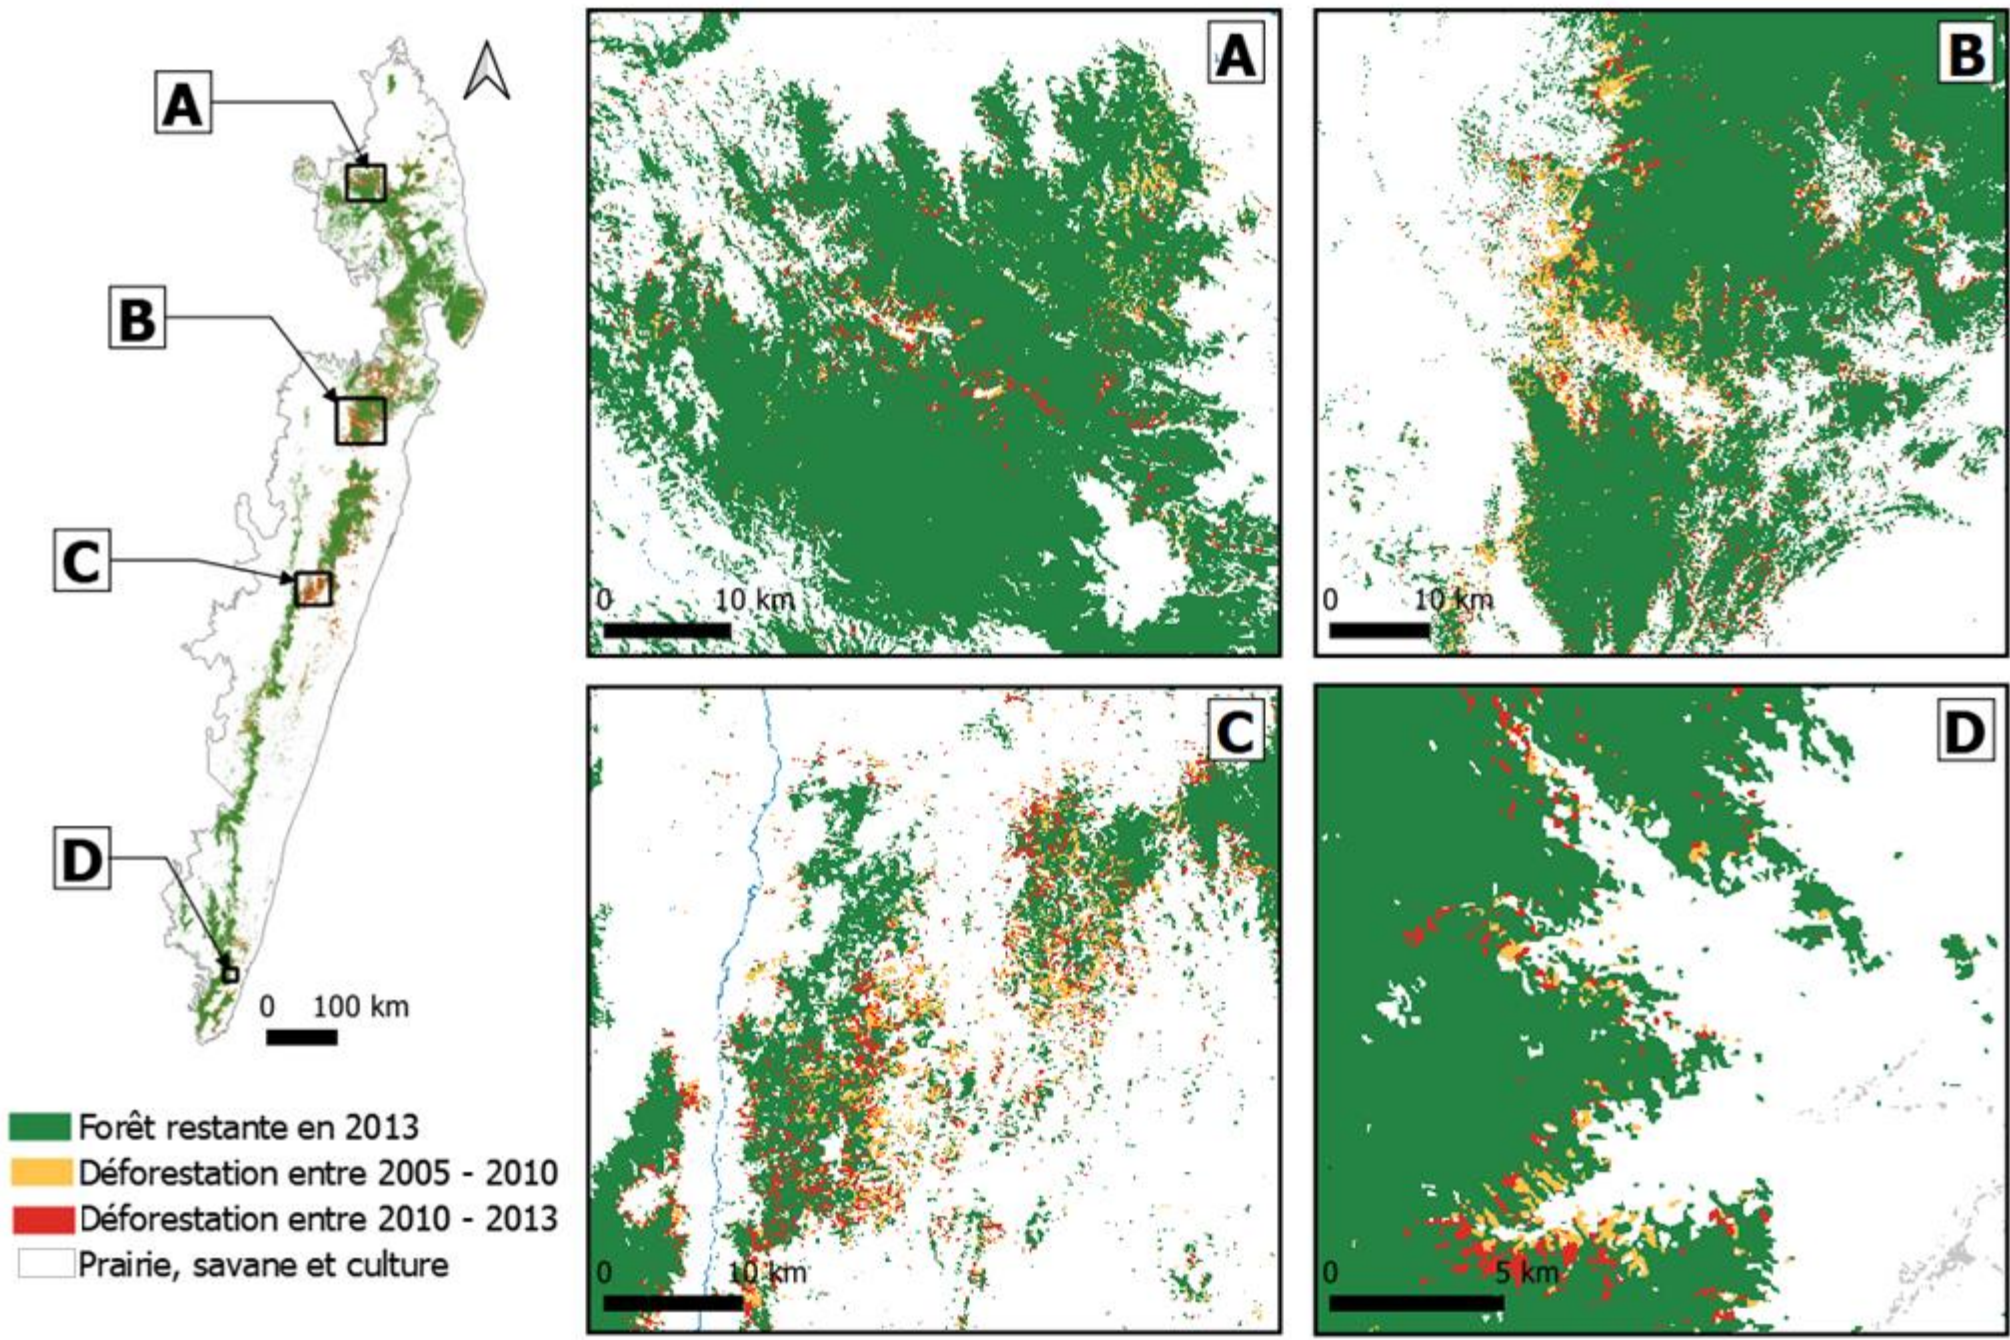 A
B
C
D
0 100 km
Forêt restante en 2013
Déforestation entre 2005 - 2010
Déforestation entre 2010 - 2013
Prairie, savane et culture
A
0 10 km
B
0 10 km
C
0 10 km
D
0 5 km